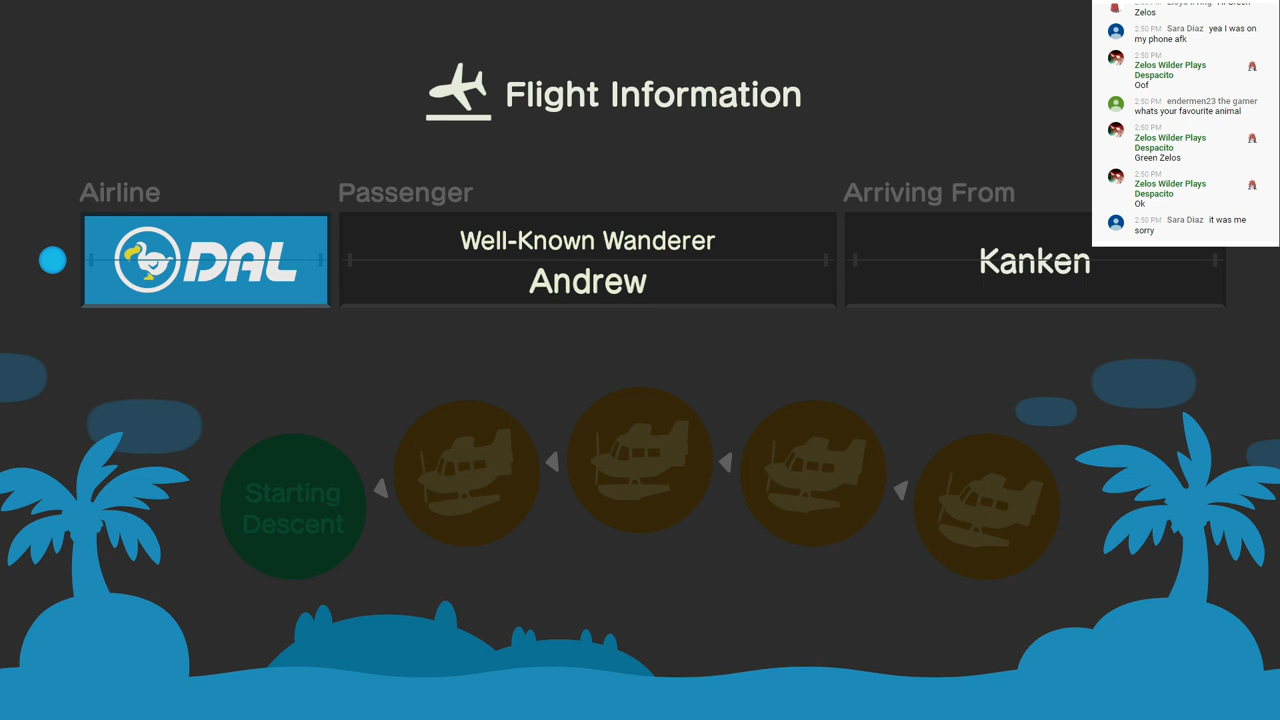 Flight Information
Airline
Passenger
Arriving From
DAL
Well-Known Wanderer
Andrew
Kanken
Starting
Descent
Zelos
2:50 PM Sara Diaz yea I was on
my phone afk
2:50 PM
Zelos Wilder Plays
Despacito
Oof
2:50 PM endermen23 the gamer
whats your favourite animal
2:50 PM
Zelos Wilder Plays
Despacito
Green Zelos
2:50 PM
Zelos Wilder Plays
Despacito
Ok
2:50 PM Sara Diaz it was me
sorry